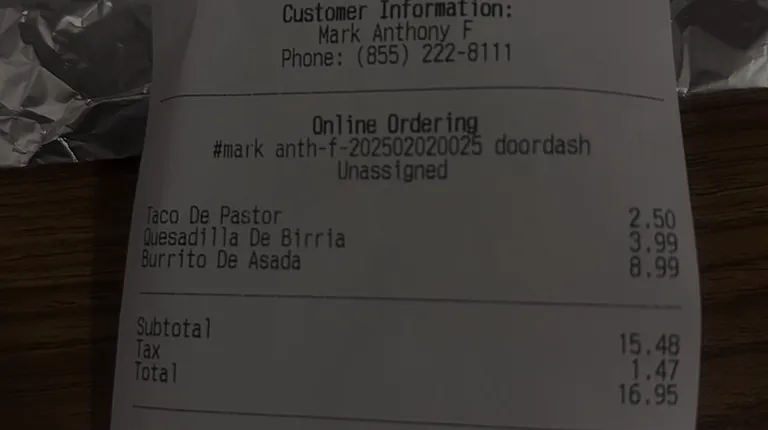 Customer Information:
Mark Anthony F
Phone: (855) 222-8111
Online Ordering
#mark anth-f-202502020025 doordash
Unassigned
Taco De Pastor 2.50
Quesadilla De Birria 3.99
Burrito De Asada 8.99
Subtotal 15.48
Tax 1.47
Total 16.95